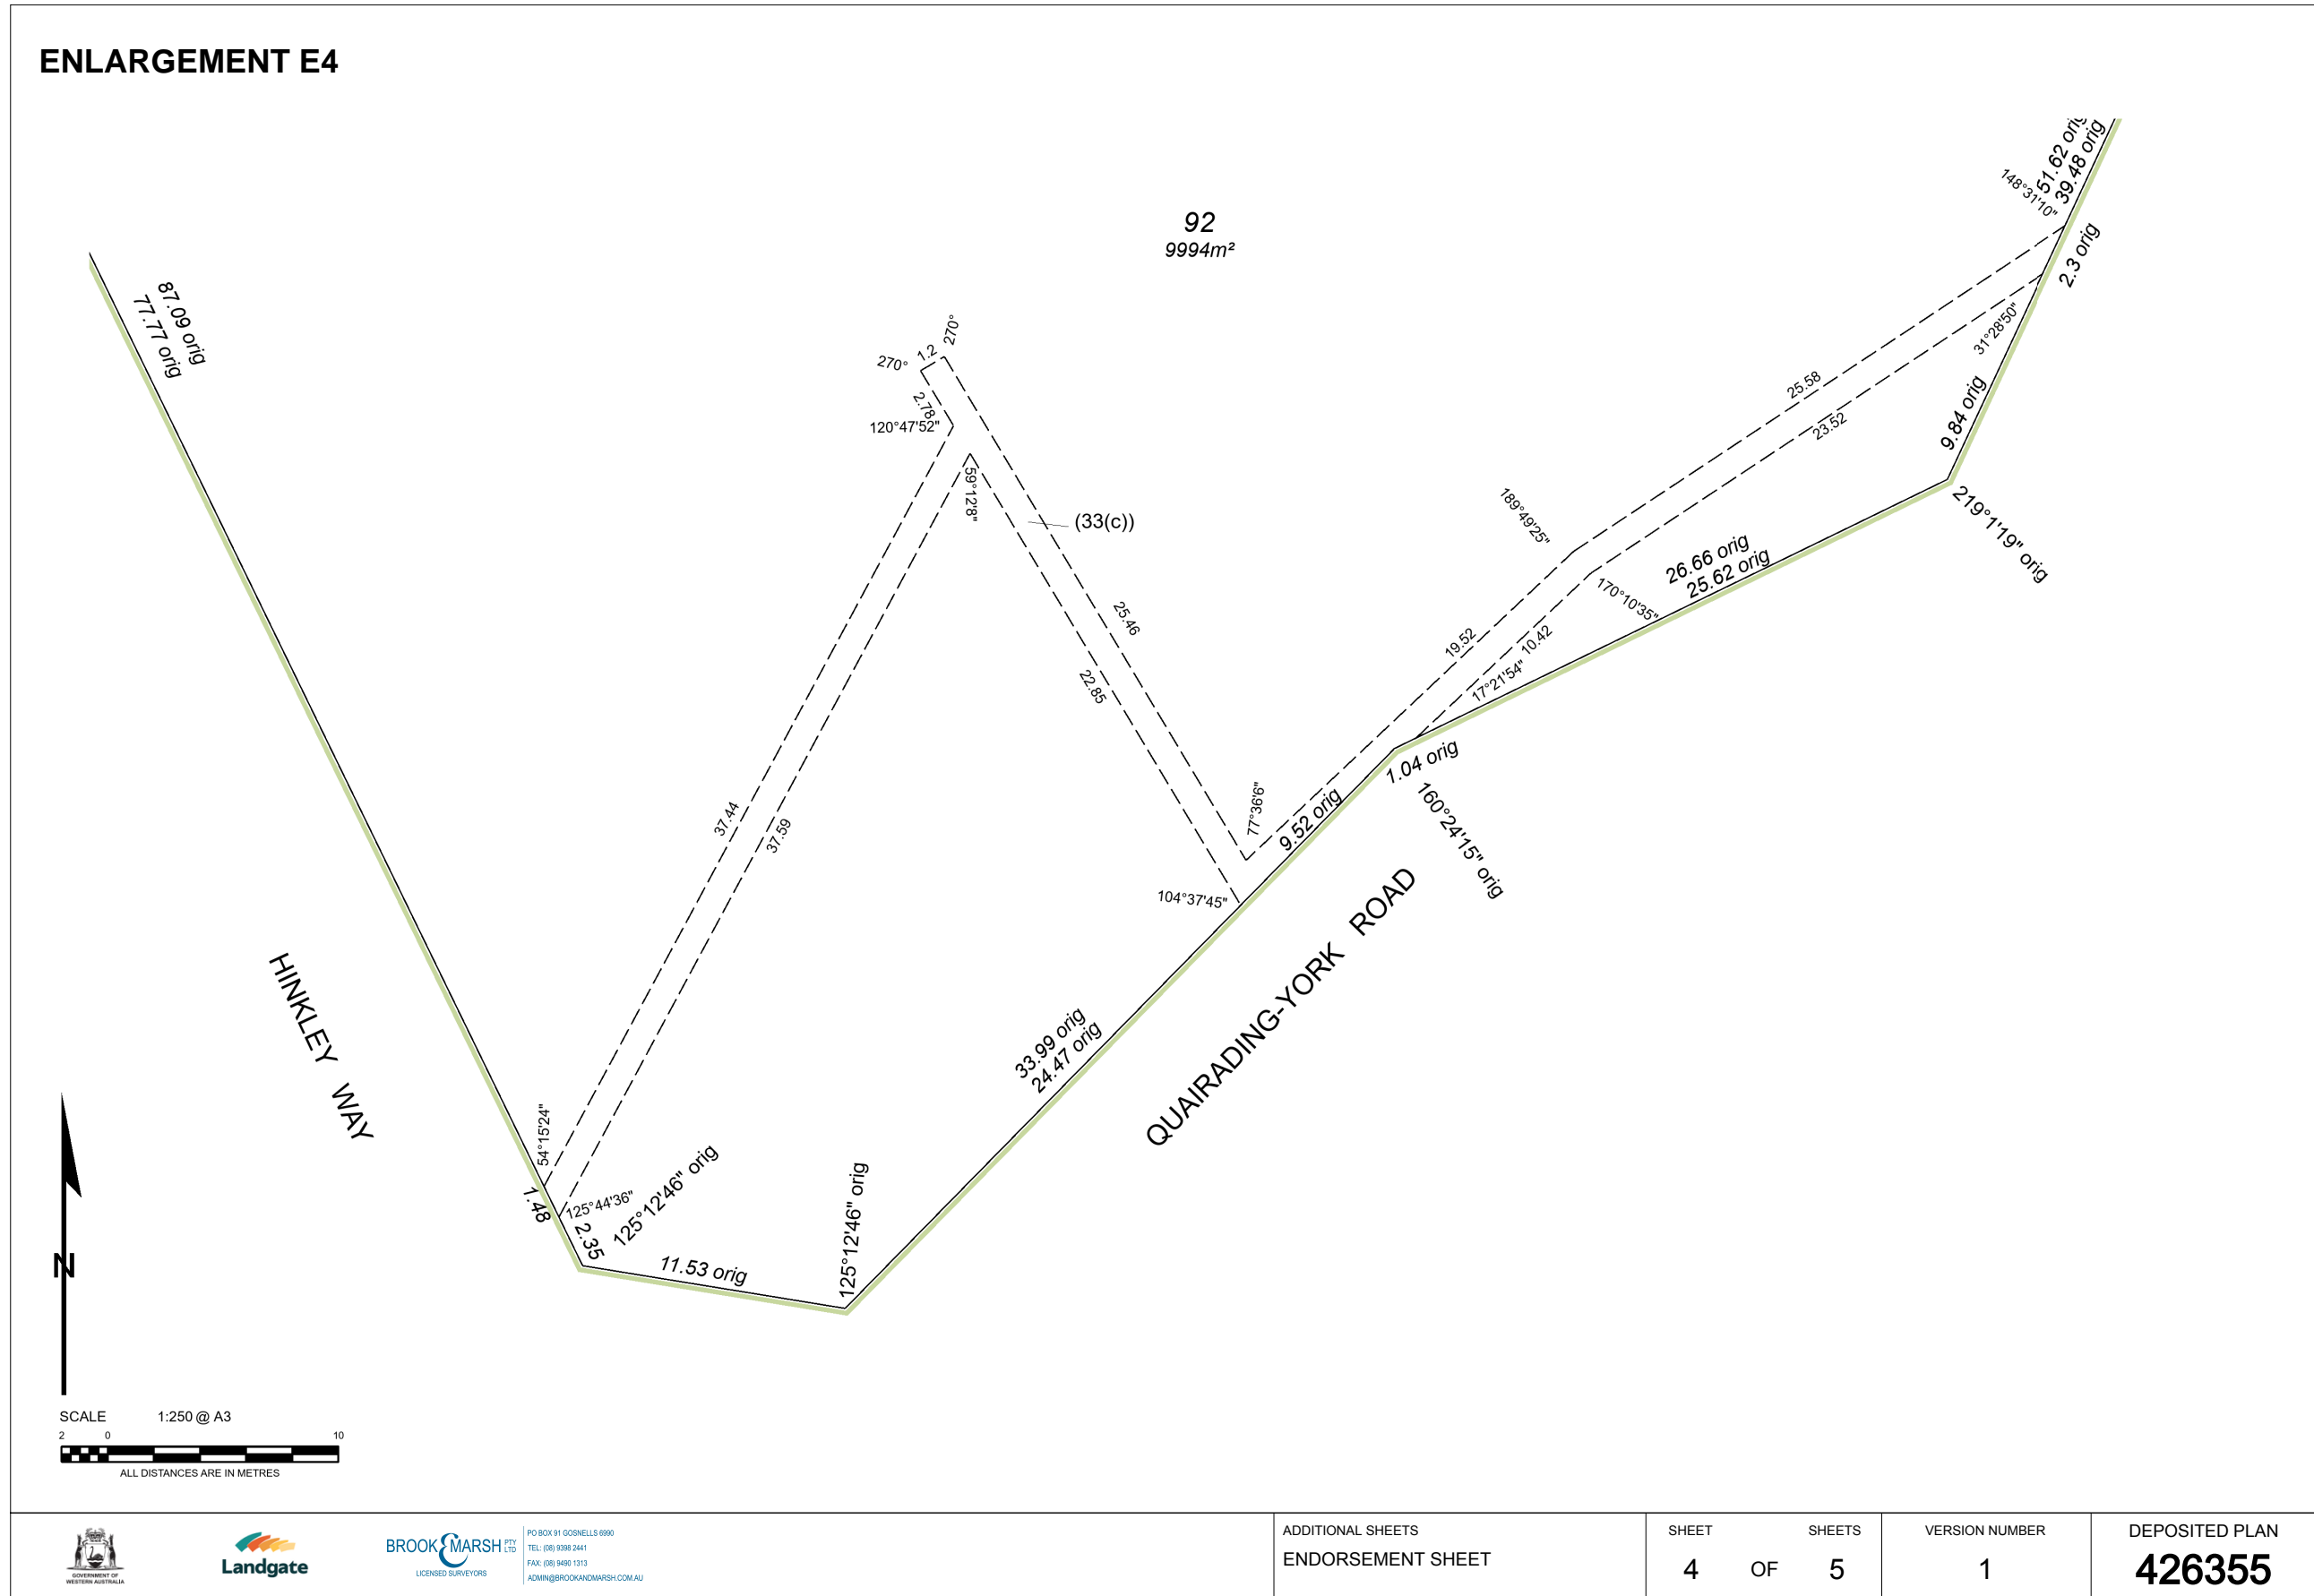 ENLARGEMENT E4
51.62 orig
39.48 orig
148°31'10"
92
9994m²
2.3 orig
87.09 orig
77.77 orig
31°28'50"
270°
1.2
270°
2.78
120°47'52"
25.58
23.52
9.84 orig
59°12'8"
(33(c))
189°49'25"
219°1'19" orig
26.66 orig
25.62 orig
170°10'35"
25.46
22.85
19.52
10.42
17°21'54"
1.04 orig
160°24'15" orig
77°36'6"
9.52 orig
37.44
37.59
104°37'45"
QUAIRADING-YORK ROAD
HINKLEY WAY
33.99 orig
24.47 orig
54°15'24"
1.48
125°44'36"
2.35
125°12'46" orig
125°12'46" orig
11.53 orig
N
SCALE 1:250 @ A3
2 0 10
ALL DISTANCES ARE IN METRES
GOVERNMENT OF
WESTERN AUSTRALIA
Landgate
BROOK & MARSH PTY LTD
LICENSED SURVEYORS
PO BOX 91 GOSNELLS 6990
TEL: (08) 9398 2441
FAX: (08) 9490 1313
ADMIN@BROOKANDMARSH.COM.AU
ADDITIONAL SHEETS
ENDORSEMENT SHEET
SHEET SHEETS
4 OF 5
VERSION NUMBER
1
DEPOSITED PLAN
426355